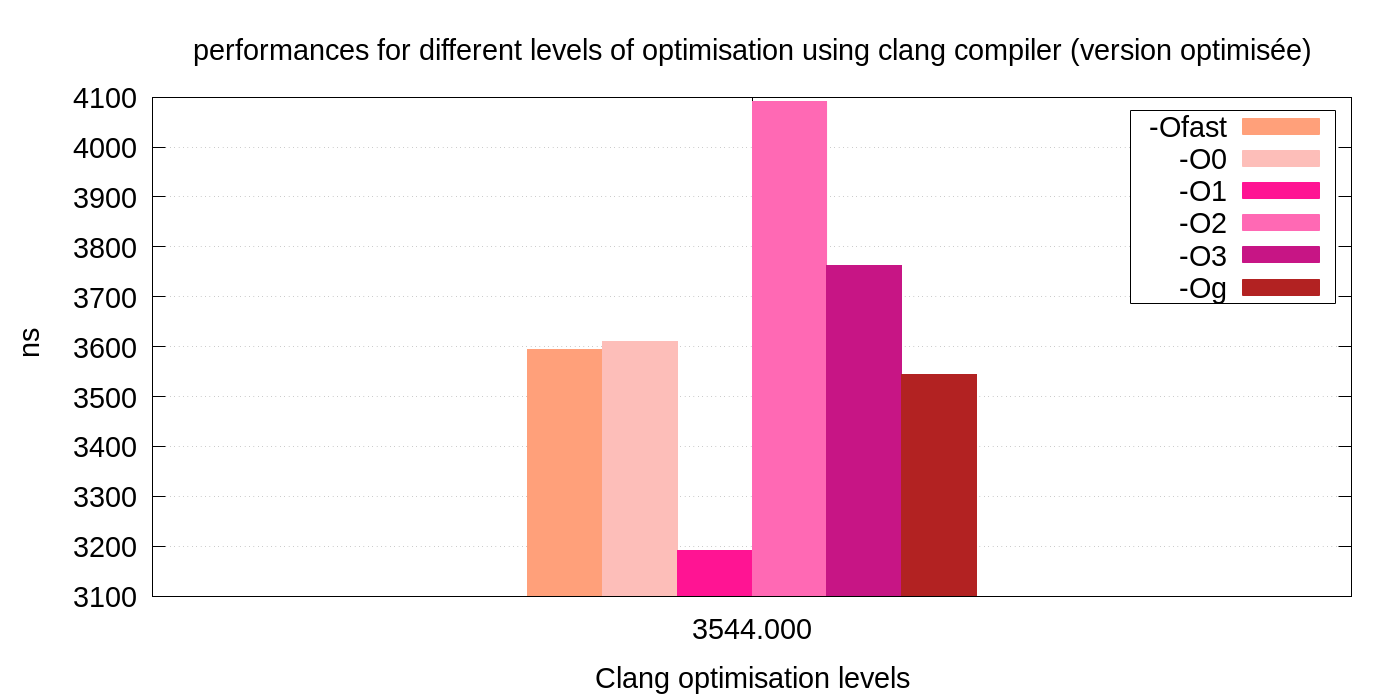 performances for different levels of optimisation using clang compiler (version optimisée)
4100
4000
3900
3800
3700
3600
3500
3400
3300
3200
3100
ns
-Ofast
-O0
-O1
-O2
-O3
-Og
3544.000
Clang optimisation levels